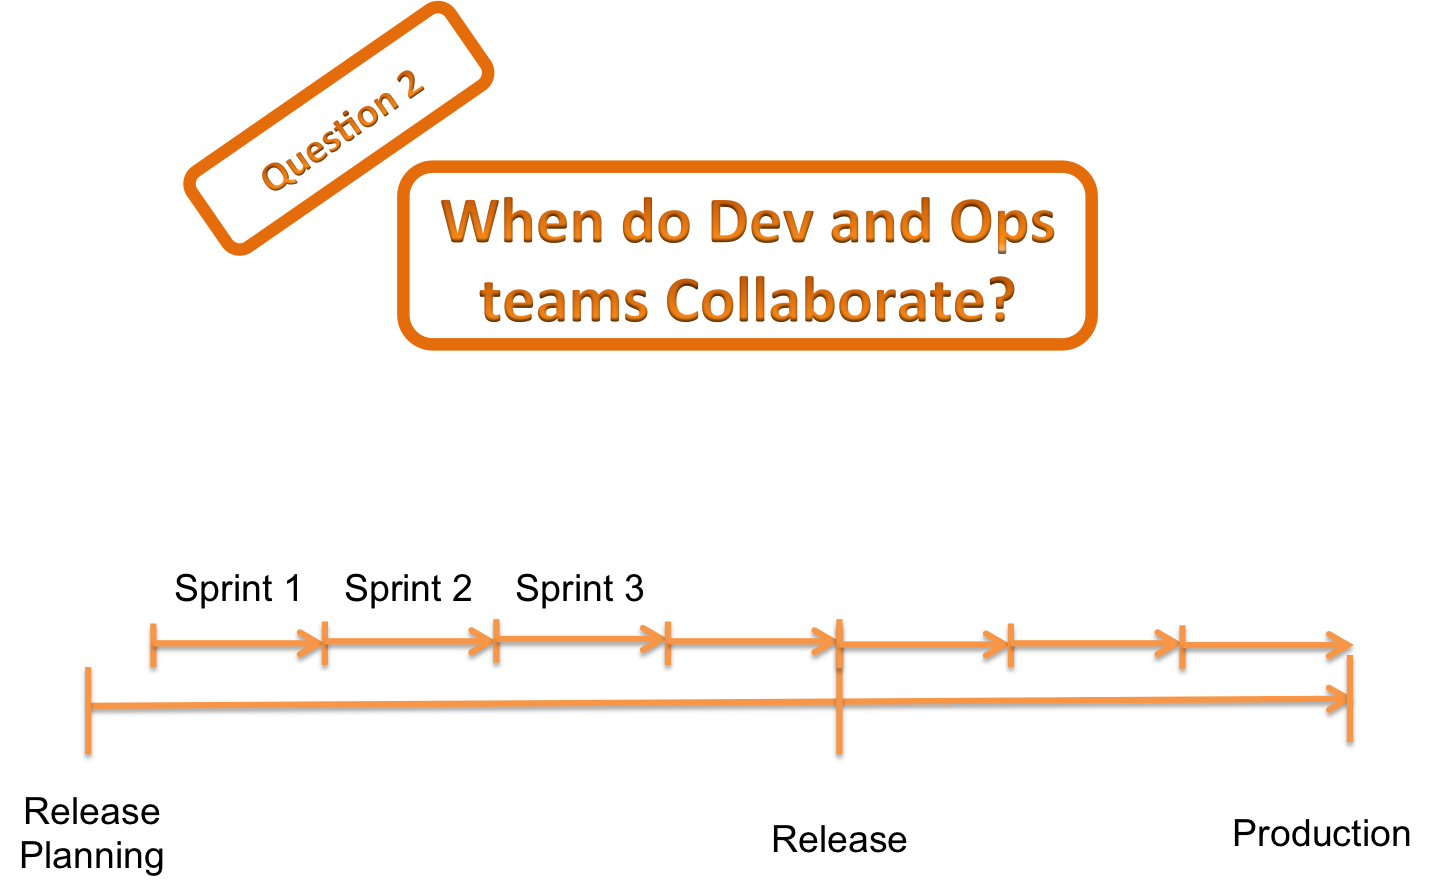 Question 2
When do Dev and Ops
teams Collaborate?
Sprint 1
Sprint 2
Sprint 3
Release
Planning
Release
Production